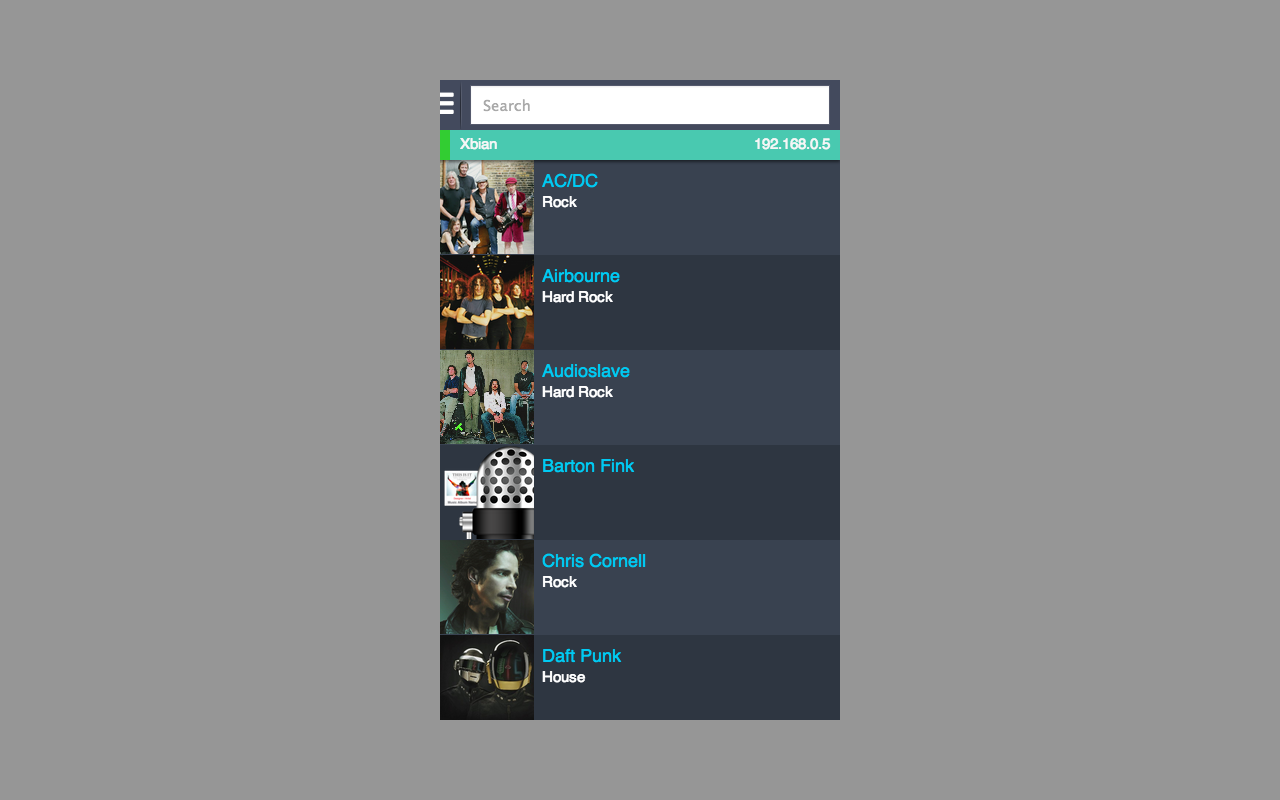 Search
Xbian 192.168.0.5
AC/DC
Rock
Airbourne
Hard Rock
Audioslave
Hard Rock
Barton Fink
Chris Cornell
Rock
Daft Punk
House